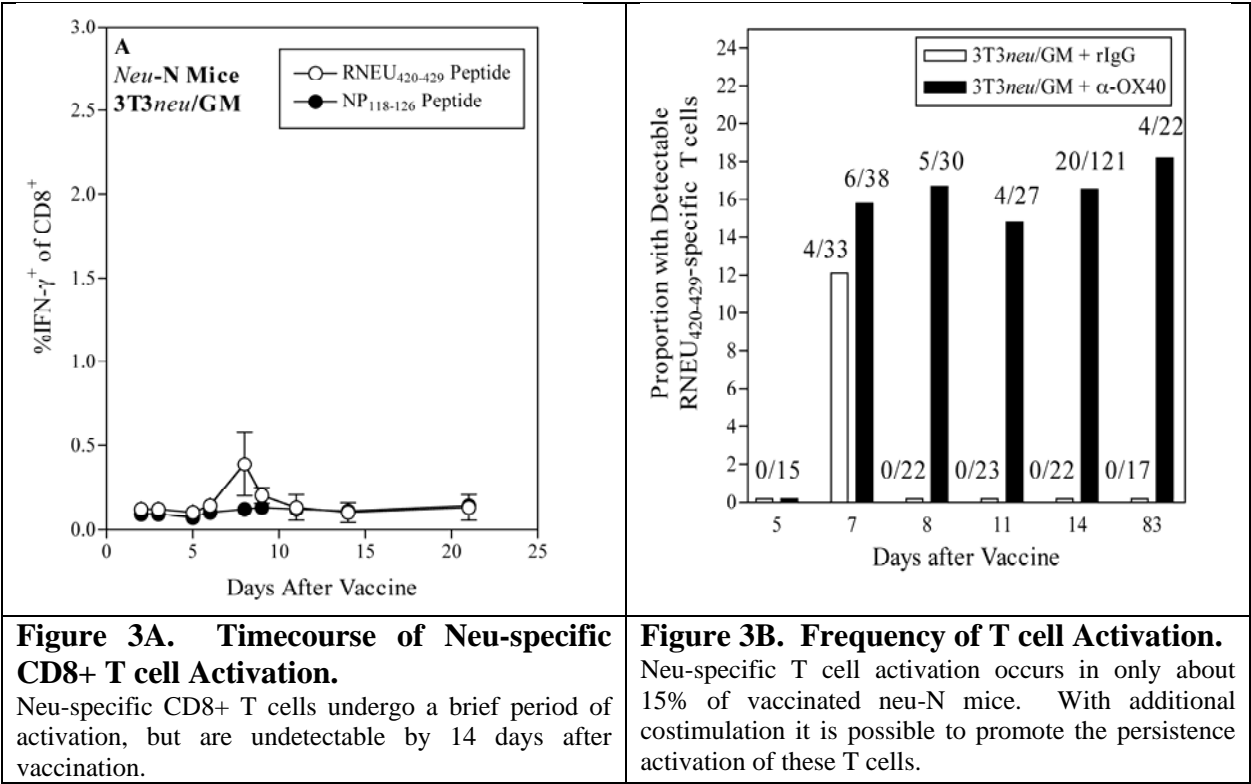 A
Neu-N Mice
3T3neu/GM
RNEU420-429 Peptide
NP118-126 Peptide
%IFN-γ+ of CD8+
3.0
2.5
2.0
1.5
1.0
0.5
0.0
0 5 10 15 20 25
Days After Vaccine
Figure 3A. Timecourse of Neu-specific
CD8+ T cell Activation.
Neu-specific CD8+ T cells undergo a brief period of
activation, but are undetectable by 14 days after
vaccination.
3T3neu/GM + rIgG
3T3neu/GM + α-OX40
Proportion with Detectable
RNEU420-429-specific T cells
24
22
20
18
16
14
12
10
8
6
4
2
0
0/15
4/33
6/38
0/22
5/30
0/23
4/27
0/22
20/121
0/17
4/22
5 7 8 11 14 83
Days after Vaccine
Figure 3B. Frequency of T cell Activation.
Neu-specific T cell activation occurs in only about
15% of vaccinated neu-N mice. With additional
costimulation it is possible to promote the persistence
activation of these T cells.